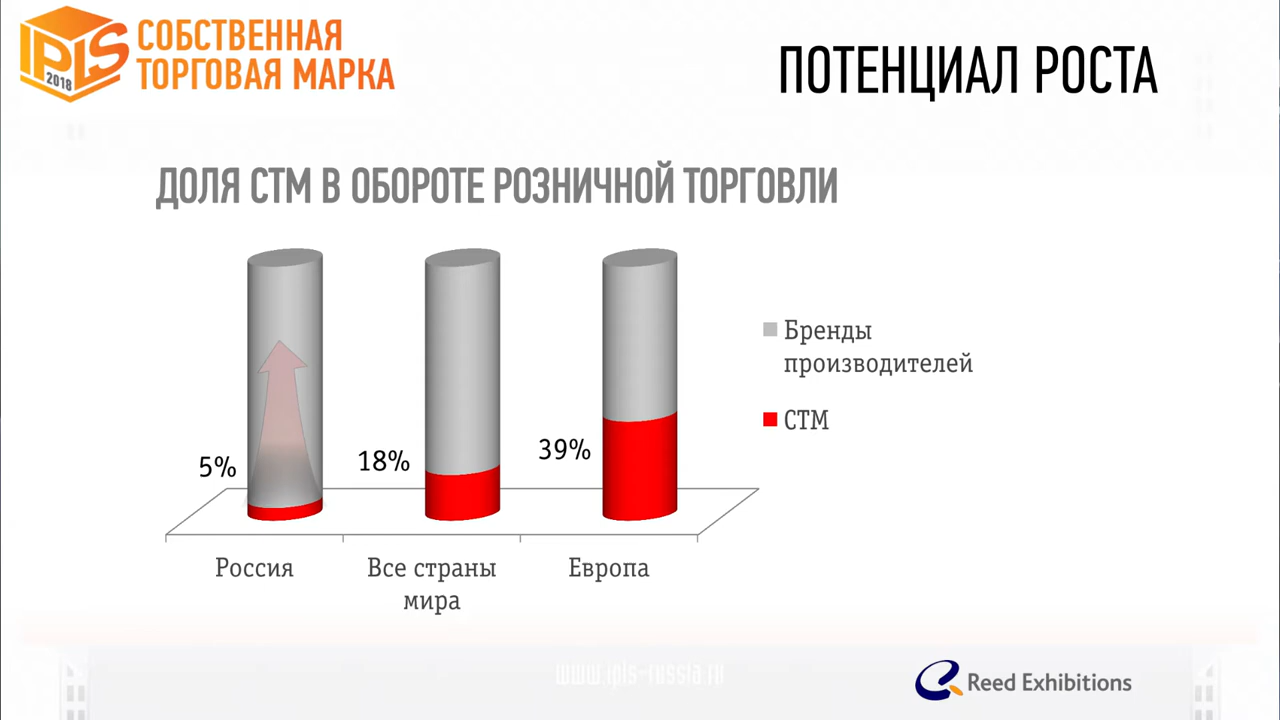 IPLS
2018
СОБСТВЕННАЯ
ТОРГОВАЯ МАРКА
ПОТЕНЦИАЛ РОСТА
ДОЛЯ СТМ В ОБОРОТЕ РОЗНИЧНОЙ ТОРГОВЛИ
5%
18%
39%
Россия
Все страны
мира
Европа
Бренды
производителей
СТМ
www.ipls-russia.ru
Reed Exhibitions